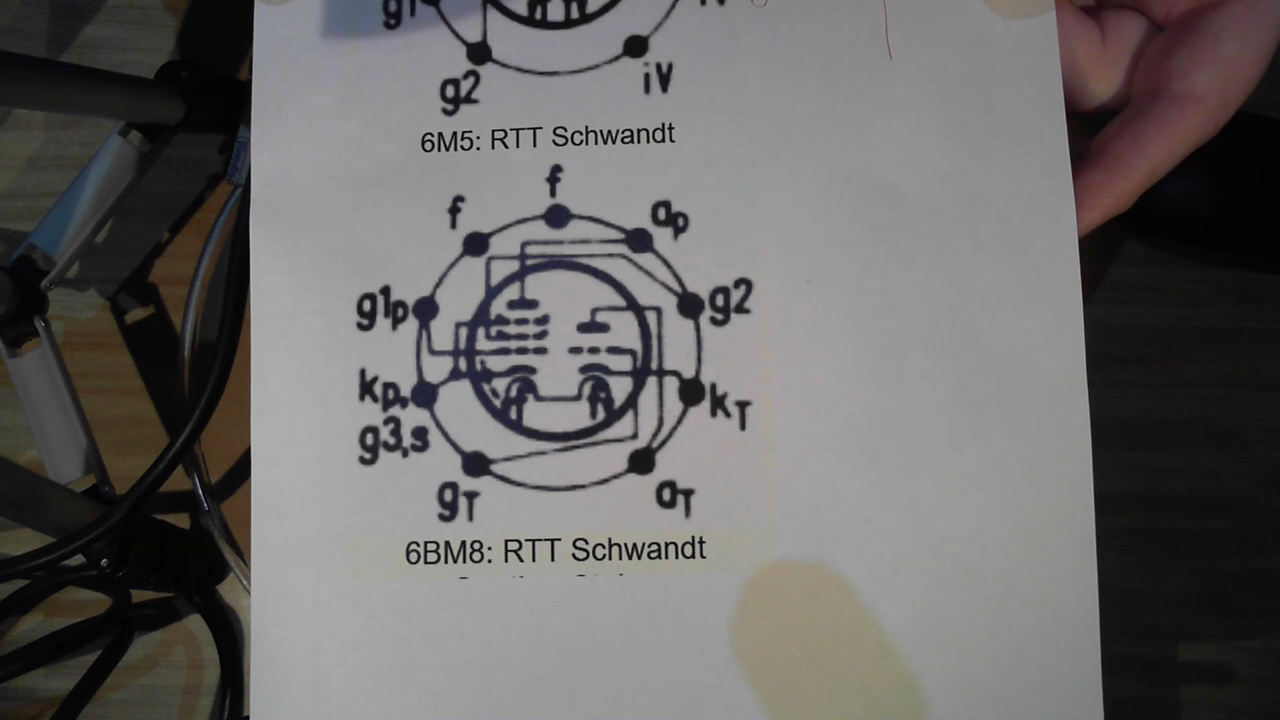 g1
g2
iV
6M5: RTT Schwandt
f
f
ap
g1p
g2
kp,
g3,s
kT
gT
aT
6BM8: RTT Schwandt